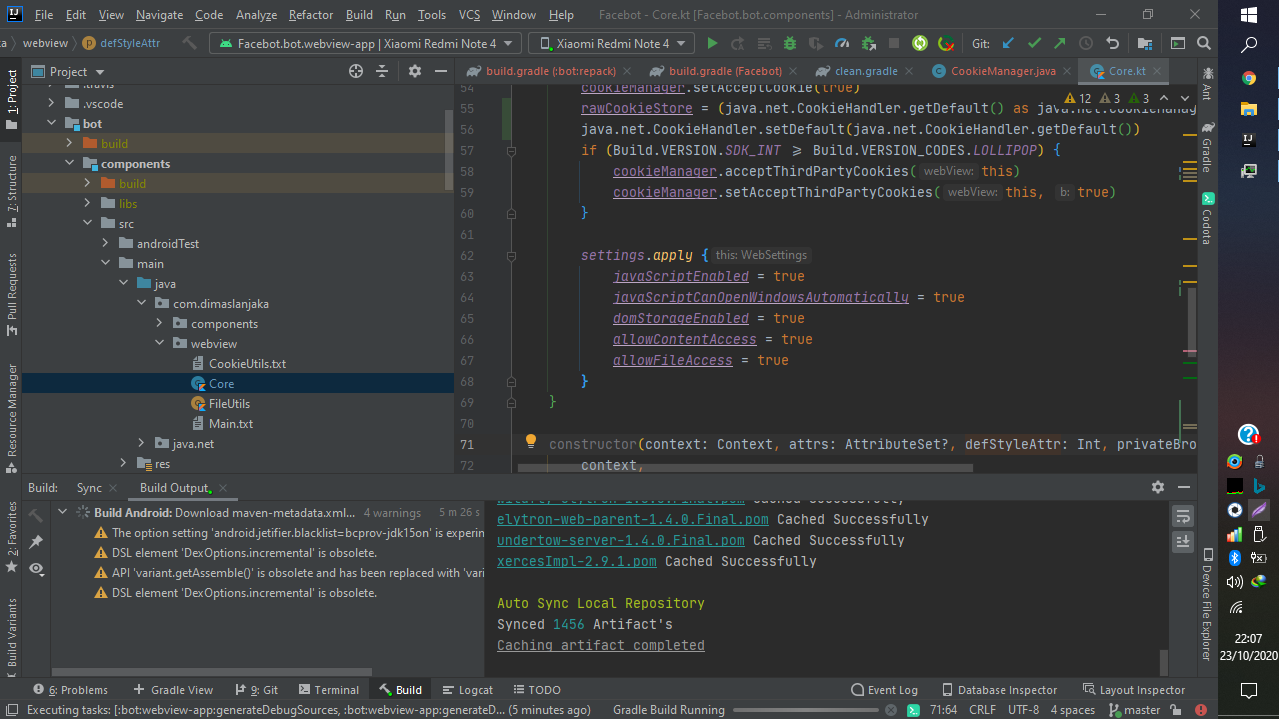 File Edit View Navigate Code Analyze Refactor Build Run Tools VCS Window Help Facebot - Core.kt [Facebot.bot.components] - Administrator
webview defStyleAttr Facebot.bot.webview-app | Xiaomi Redmi Note 4 Xiaomi Redmi Note 4 Git:
Project
build.gradle (:bot:repack) build.gradle (Facebot) clean.gradle CookieManager.java Core.kt
.travis
.vscode
bot
build
components
build
libs
src
androidTest
main
java
com.dimaslanjaka
components
webview
CookieUtils.txt
Core
FileUtils
Main.txt
java.net
res
1: Project
7: Structure
Pull Requests
Resource Manager
2: Favorites
Build Variants
12 3 3
54 cookieManager.setAcceptCookie(true)
55 rawCookieStore = (java.net.CookieHandler.getDefault() as java.net.CookieManag
56 java.net.CookieHandler.setDefault(java.net.CookieHandler.getDefault())
57 if (Build.VERSION.SDK_INT ≥ Build.VERSION_CODES.LOLLIPOP) {
58 cookieManager.acceptThirdPartyCookies( webView: this)
59 cookieManager.setAcceptThirdPartyCookies( webView: this, b: true)
60 }
61
62 settings.apply { this: WebSettings
63 javaScriptEnabled = true
64 javaScriptCanOpenWindowsAutomatically = true
65 domStorageEnabled = true
66 allowContentAccess = true
67 allowFileAccess = true
68 }
69 }
70
71 constructor(context: Context, attrs: AttributeSet?, defStyleAttr: Int, privateBro
72 context,
Ant
Gradle
Codota
Device File Explorer
Build: Sync Build Output
Build Android: Download maven-metadata.xml... 4 warnings 5 m 26 s
The option setting 'android.jetifier.blacklist=bcprov-jdk15on' is experin
DSL element 'DexOptions.incremental' is obsolete.
API 'variant.getAssemble()' is obsolete and has been replaced with 'vari
DSL element 'DexOptions.incremental' is obsolete.
elytron-web-parent-1.4.0.Final.pom Cached Successfully
undertow-server-1.4.0.Final.pom Cached Successfully
xercesImpl-2.9.1.pom Cached Successfully
Auto Sync Local Repository
Synced 1456 Artifact's
Caching artifact completed
6: Problems Gradle View 9: Git Terminal Build Logcat TODO Event Log Database Inspector Layout Inspector
Executing tasks: [:bot:webview-app:generateDebugSources, :bot:webview-app:generateD... (5 minutes ago) Gradle Build Running 71:64 CRLF UTF-8 4 spaces master
22:07
23/10/2020